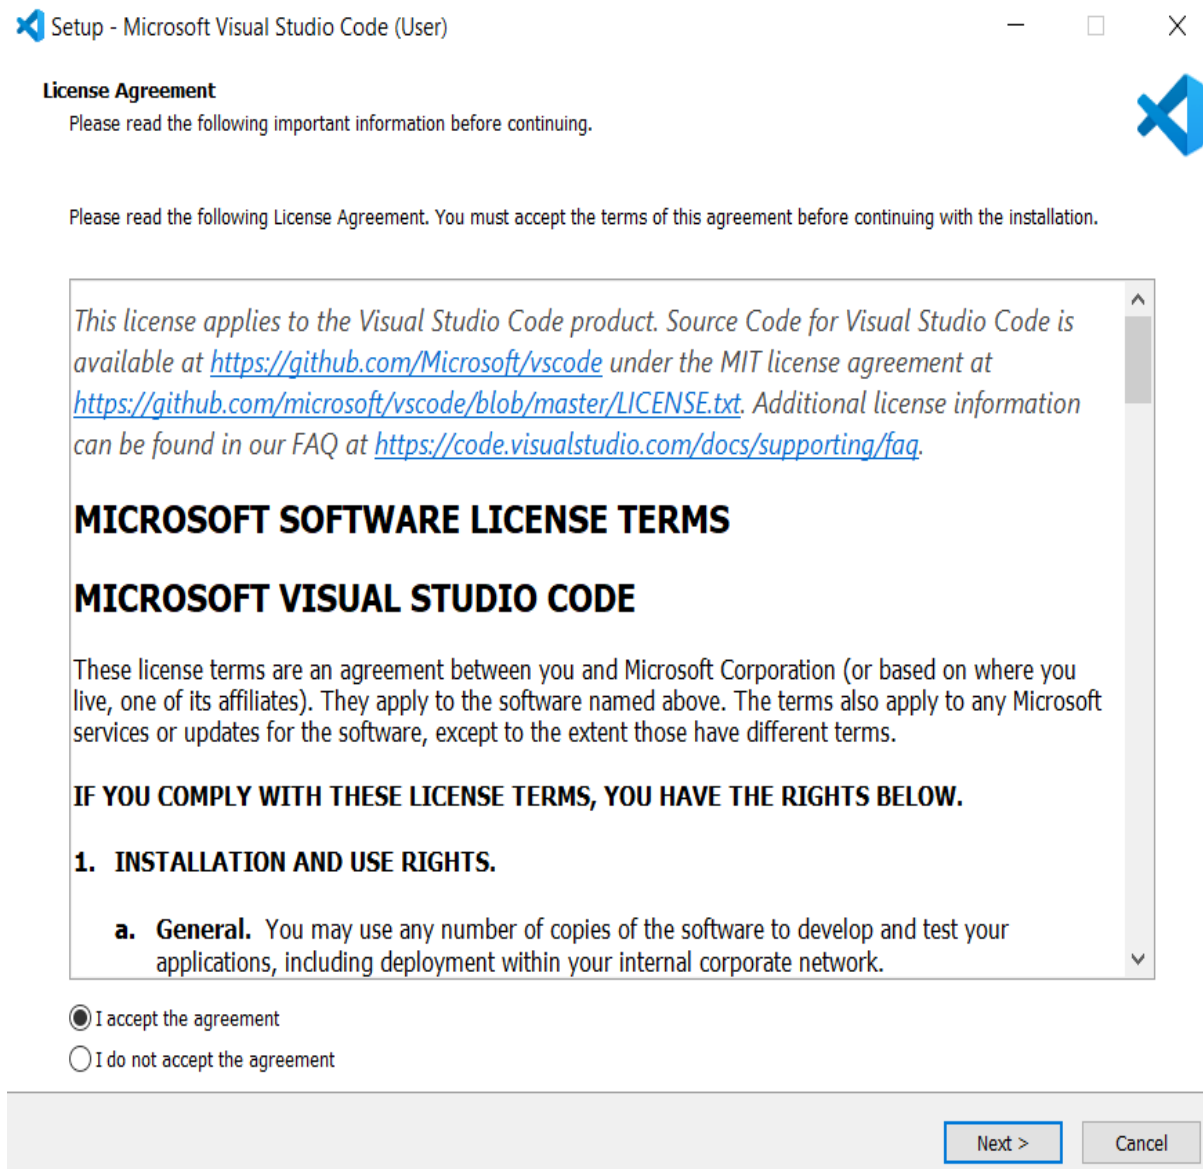 Setup - Microsoft Visual Studio Code (User)
License Agreement
Please read the following important information before continuing.
Please read the following License Agreement. You must accept the terms of this agreement before continuing with the installation.
This license applies to the Visual Studio Code product. Source Code for Visual Studio Code is
available at https://github.com/Microsoft/vscode under the MIT license agreement at
https://github.com/microsoft/vscode/blob/master/LICENSE.txt. Additional license information
can be found in our FAQ at https://code.visualstudio.com/docs/supporting/faq.
MICROSOFT SOFTWARE LICENSE TERMS
MICROSOFT VISUAL STUDIO CODE
These license terms are an agreement between you and Microsoft Corporation (or based on where you
live, one of its affiliates). They apply to the software named above. The terms also apply to any Microsoft
services or updates for the software, except to the extent those have different terms.
IF YOU COMPLY WITH THESE LICENSE TERMS, YOU HAVE THE RIGHTS BELOW.
1. INSTALLATION AND USE RIGHTS.
a. General. You may use any number of copies of the software to develop and test your
applications, including deployment within your internal corporate network.
I accept the agreement
I do not accept the agreement
Next > Cancel